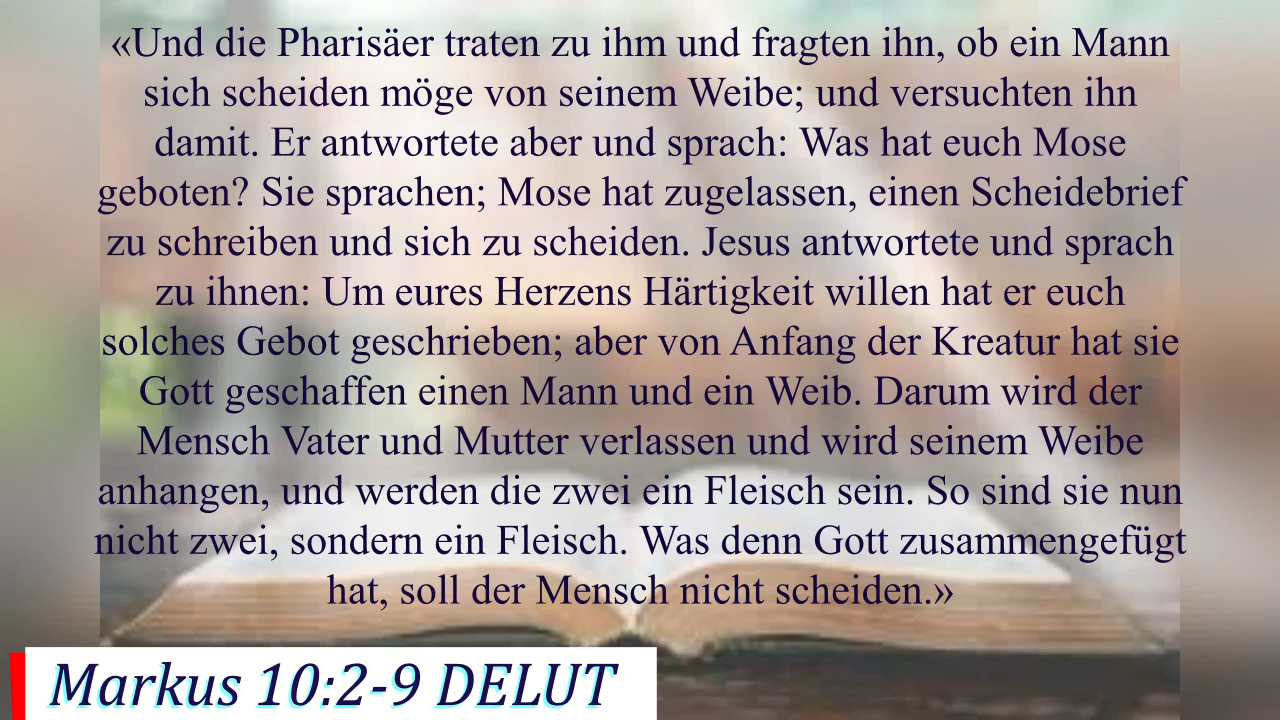 «Und die Pharisäer traten zu ihm und fragten ihn, ob ein Mann
sich scheiden möge von seinem Weibe; und versuchten ihn
damit. Er antwortete aber und sprach: Was hat euch Mose
geboten? Sie sprachen; Mose hat zugelassen, einen Scheidebrief
zu schreiben und sich zu scheiden. Jesus antwortete und sprach
zu ihnen: Um eures Herzens Härtigkeit willen hat er euch
solches Gebot geschrieben; aber von Anfang der Kreatur hat sie
Gott geschaffen einen Mann und ein Weib. Darum wird der
Mensch Vater und Mutter verlassen und wird seinem Weibe
anhangen, und werden die zwei ein Fleisch sein. So sind sie nun
nicht zwei, sondern ein Fleisch. Was denn Gott zusammengefügt
hat, soll der Mensch nicht scheiden.»
Markus 10:2-9 DELUT